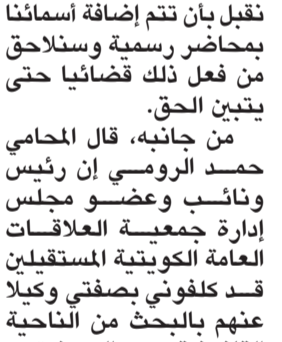 نقبل بأن تتم إضافة أسمائنا
بمحاضر رسمية وسنلاحق
من فعل ذلك قضائيا حتى
يتبين الحق.
من جانبه، قال المحامي
حمد الرومي إن رئيس
ونائب وعضو مجلس
إدارة جمعية العلاقات
العامة الكويتية المستقيلين
قد كلفوني بصفتي وكيلا
عنهم بالبحث من الناحية